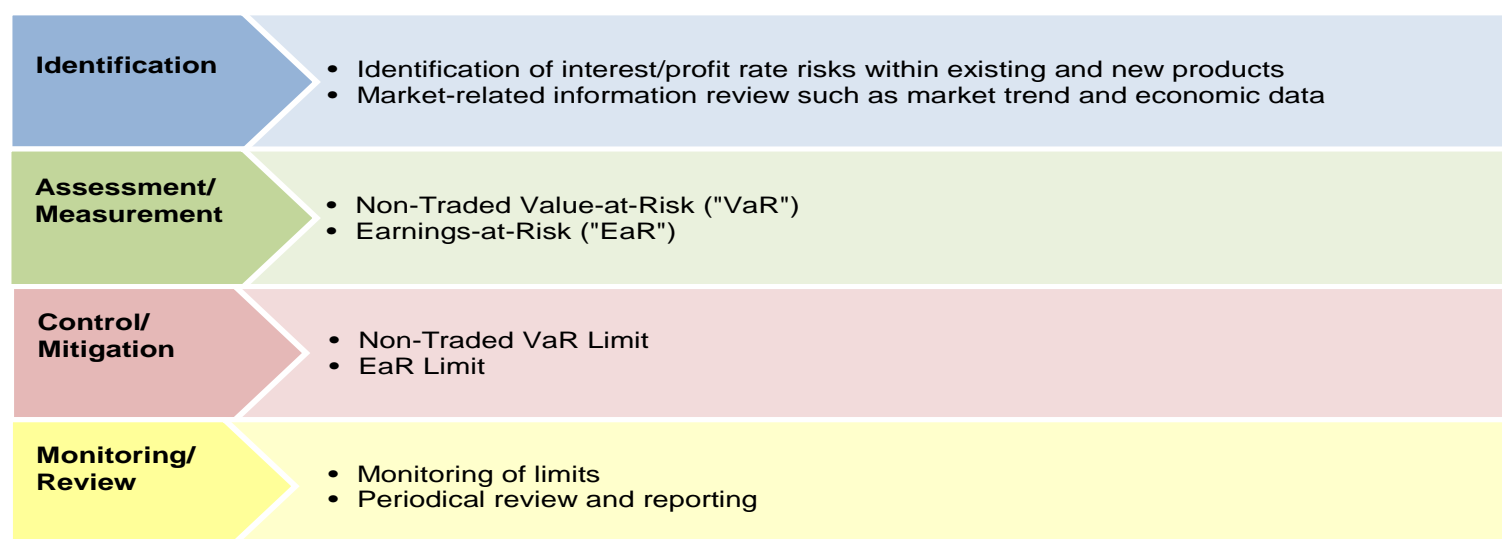 Identification
• Identification of interest/profit rate risks within existing and new products
• Market-related information review such as market trend and economic data
Assessment/
Measurement
• Non-Traded Value-at-Risk ("VaR")
• Earnings-at-Risk ("EaR")
Control/
Mitigation
• Non-Traded VaR Limit
• EaR Limit
Monitoring/
Review
• Monitoring of limits
• Periodical review and reporting